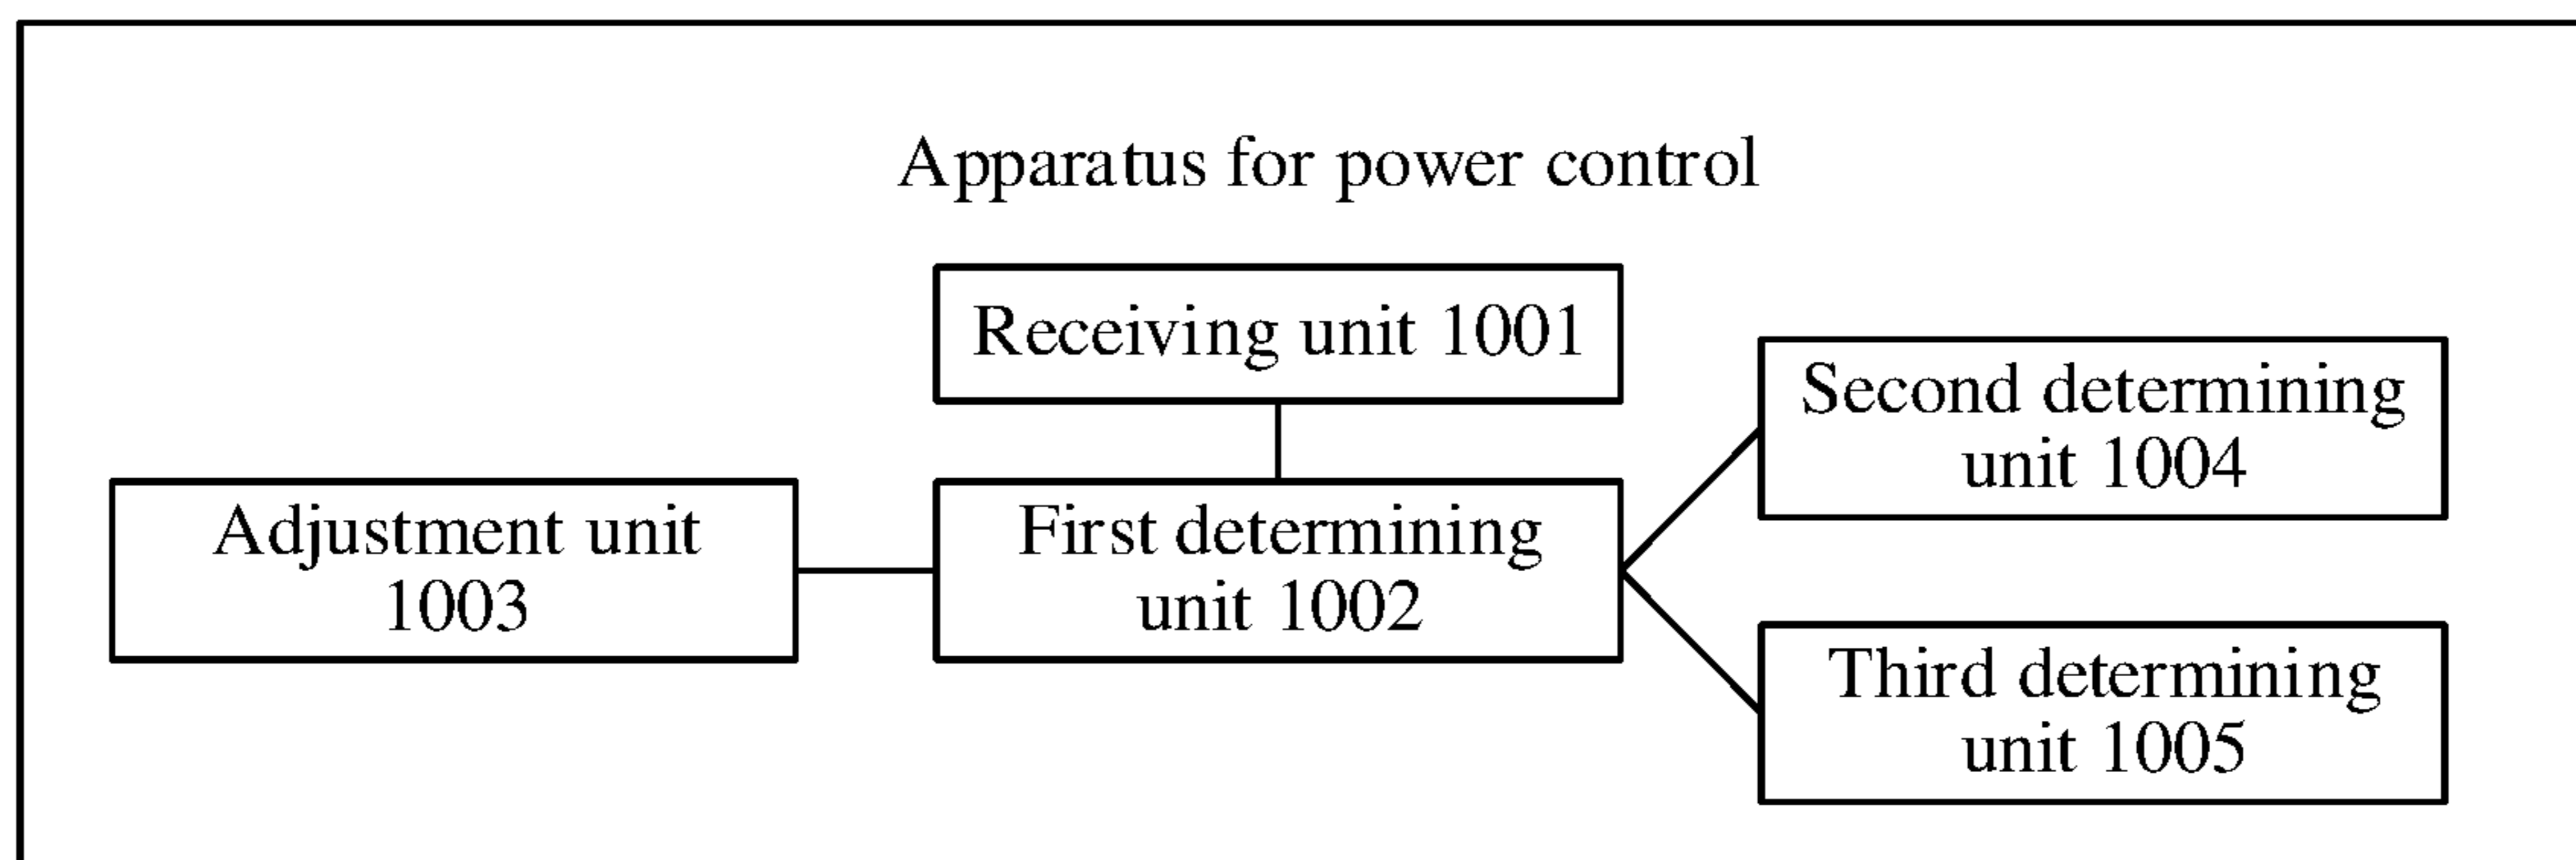 Apparatus for power control
Receiving unit 1001
Second determining
unit 1004
Adjustment unit
1003
First determining
unit 1002
Third determining
unit 1005